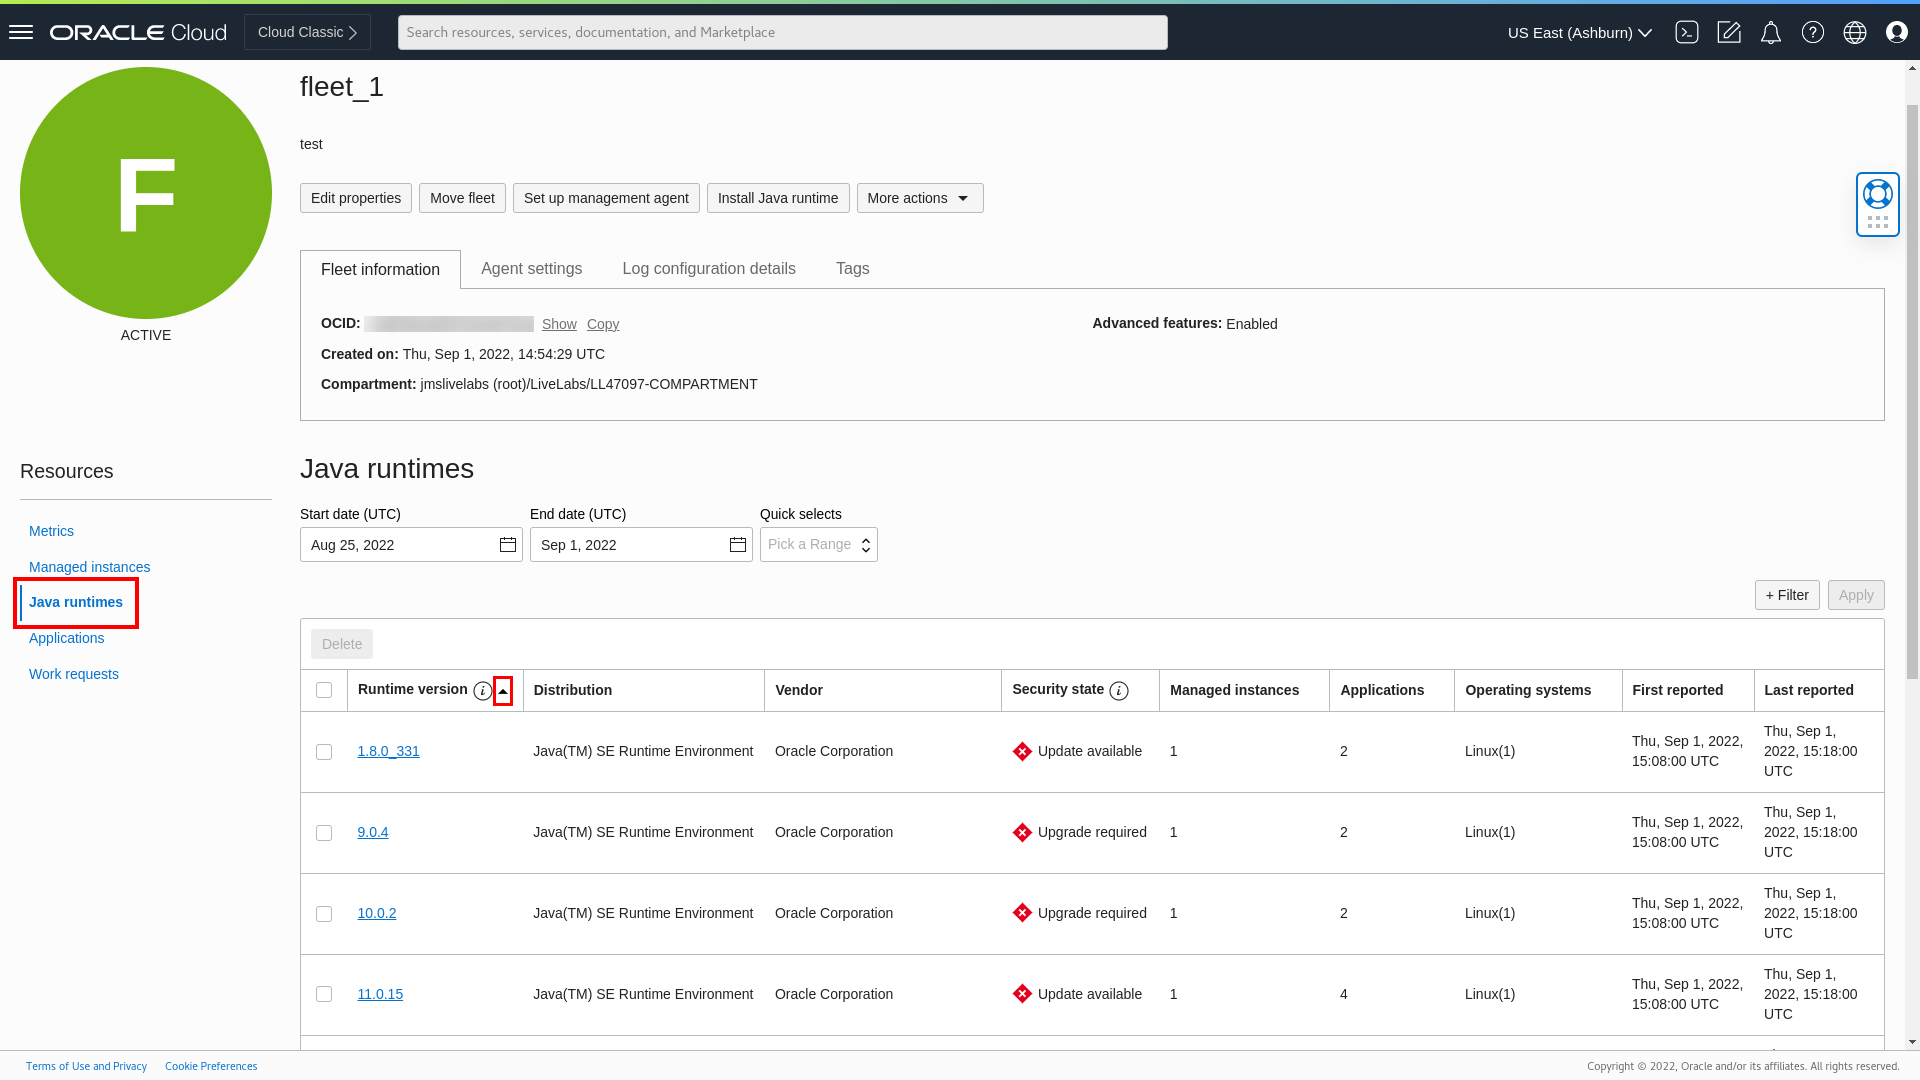 ORACLE Cloud
Cloud Classic
Search resources, services, documentation, and Marketplace
US East (Ashburn)
F
ACTIVE
fleet_1
test
Edit properties
Move fleet
Set up management agent
Install Java runtime
More actions
Fleet information
Agent settings
Log configuration details
Tags
OCID:
Show
Copy
Advanced features: Enabled
Created on: Thu, Sep 1, 2022, 14:54:29 UTC
Compartment: jmslivelabs (root)/LiveLabs/LL47097-COMPARTMENT
Resources
Metrics
Managed instances
Java runtimes
Applications
Work requests
Java runtimes
Start date (UTC)
End date (UTC)
Quick selects
Aug 25, 2022
Sep 1, 2022
Pick a Range
+ Filter
Apply
Delete
Runtime version
Distribution
Vendor
Security state
Managed instances
Applications
Operating systems
First reported
Last reported
1.8.0_331
Java(TM) SE Runtime Environment
Oracle Corporation
Update available
1
2
Linux(1)
Thu, Sep 1, 2022,
15:08:00 UTC
Thu, Sep 1,
2022, 15:18:00
UTC
9.0.4
Java(TM) SE Runtime Environment
Oracle Corporation
Upgrade required
1
2
Linux(1)
Thu, Sep 1, 2022,
15:08:00 UTC
Thu, Sep 1,
2022, 15:18:00
UTC
10.0.2
Java(TM) SE Runtime Environment
Oracle Corporation
Upgrade required
1
2
Linux(1)
Thu, Sep 1, 2022,
15:08:00 UTC
Thu, Sep 1,
2022, 15:18:00
UTC
11.0.15
Java(TM) SE Runtime Environment
Oracle Corporation
Update available
1
4
Linux(1)
Thu, Sep 1, 2022,
15:08:00 UTC
Thu, Sep 1,
2022, 15:18:00
UTC
Terms of Use and Privacy
Cookie Preferences
Copyright © 2022, Oracle and/or its affiliates. All rights reserved.